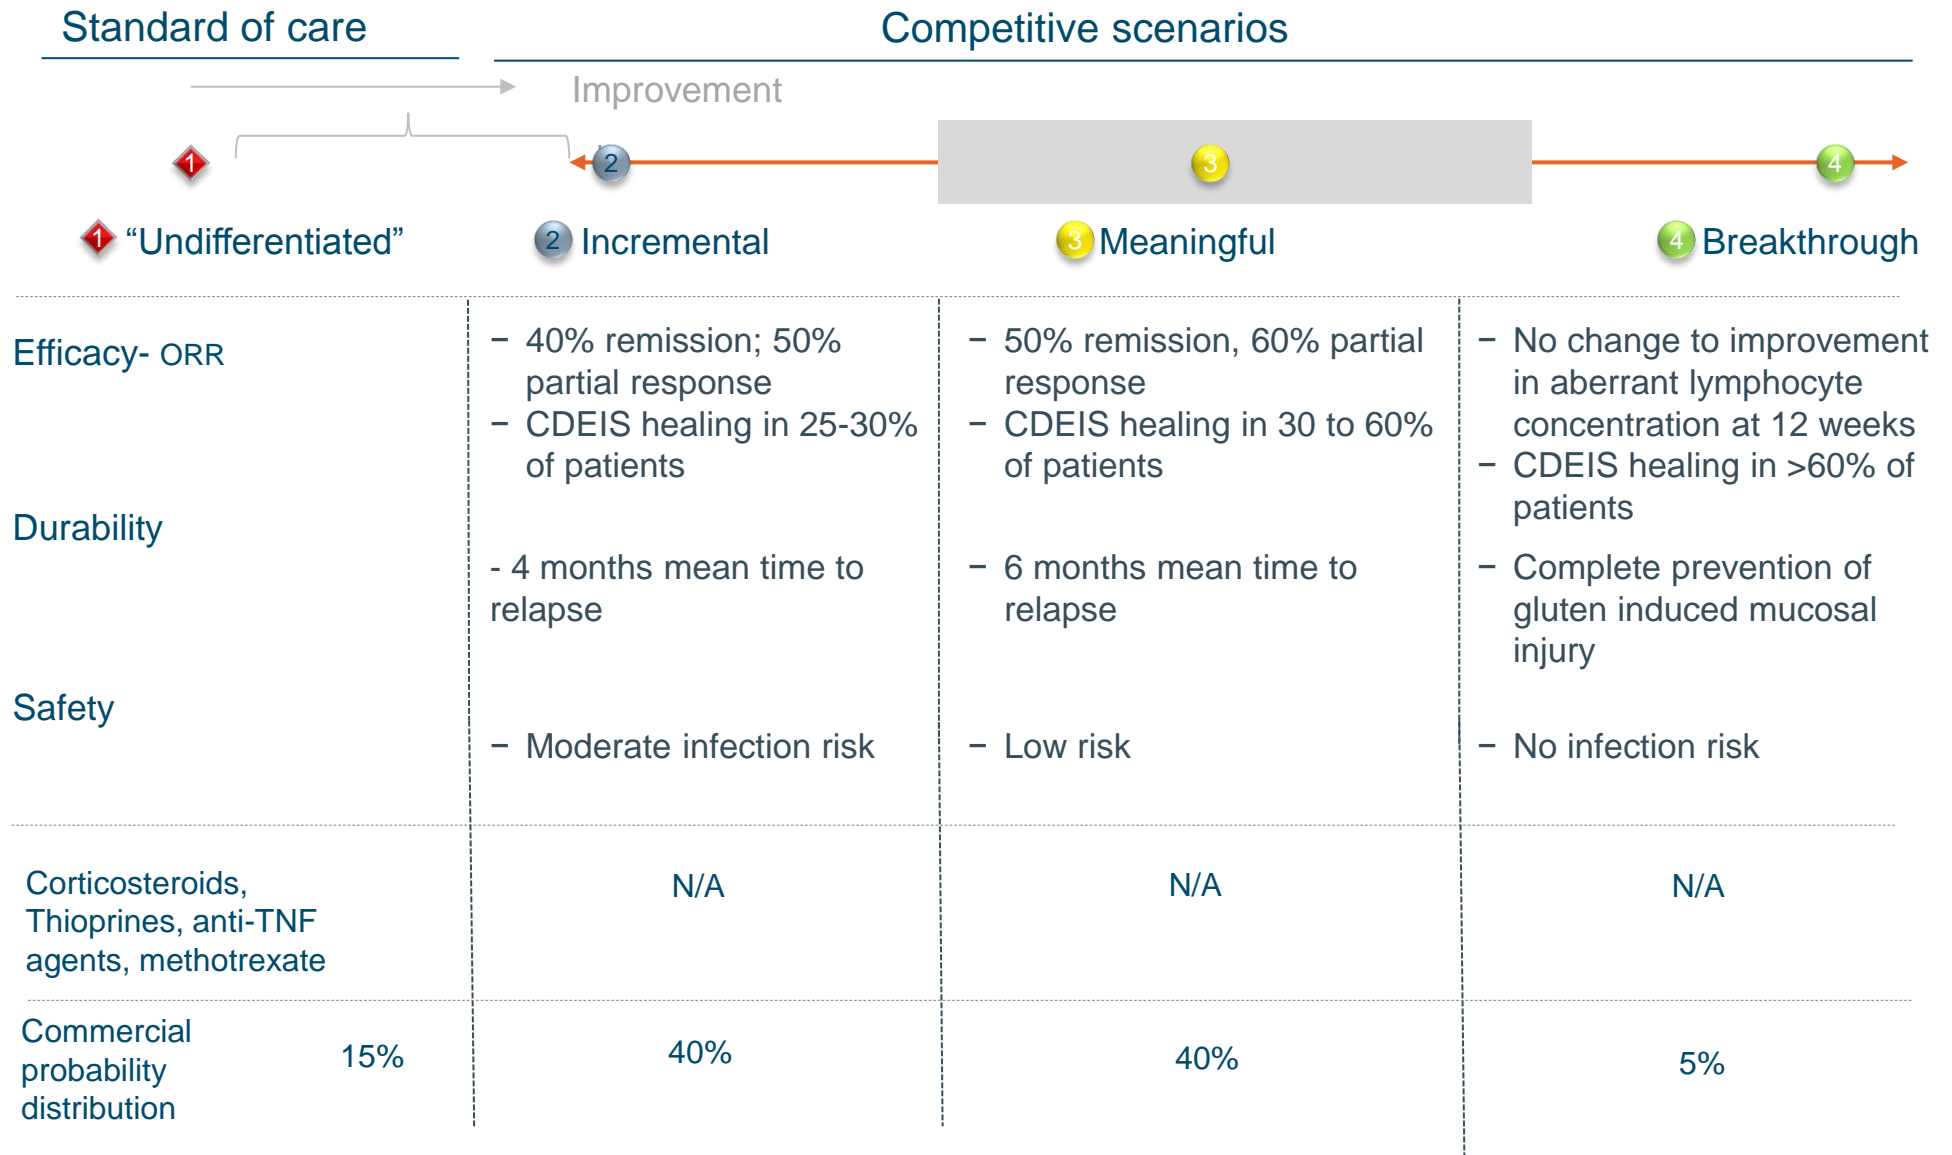 Standard of care
Competitive scenarios
Improvement
1
2
3
4
1 “Undifferentiated”
2 Incremental
3 Meaningful
4 Breakthrough
Efficacy- ORR
− 40% remission; 50%
partial response
− CDEIS healing in 25-30%
of patients
− 50% remission, 60% partial
response
− CDEIS healing in 30 to 60%
of patients
− No change to improvement
in aberrant lymphocyte
concentration at 12 weeks
− CDEIS healing in >60% of
patients
Durability
- 4 months mean time to
relapse
− 6 months mean time to
relapse
− Complete prevention of
gluten induced mucosal
injury
Safety
− Moderate infection risk
− Low risk
− No infection risk
Corticosteroids,
Thioprines, anti-TNF
agents, methotrexate
N/A
N/A
N/A
Commercial
probability
distribution
15%
40%
40%
5%